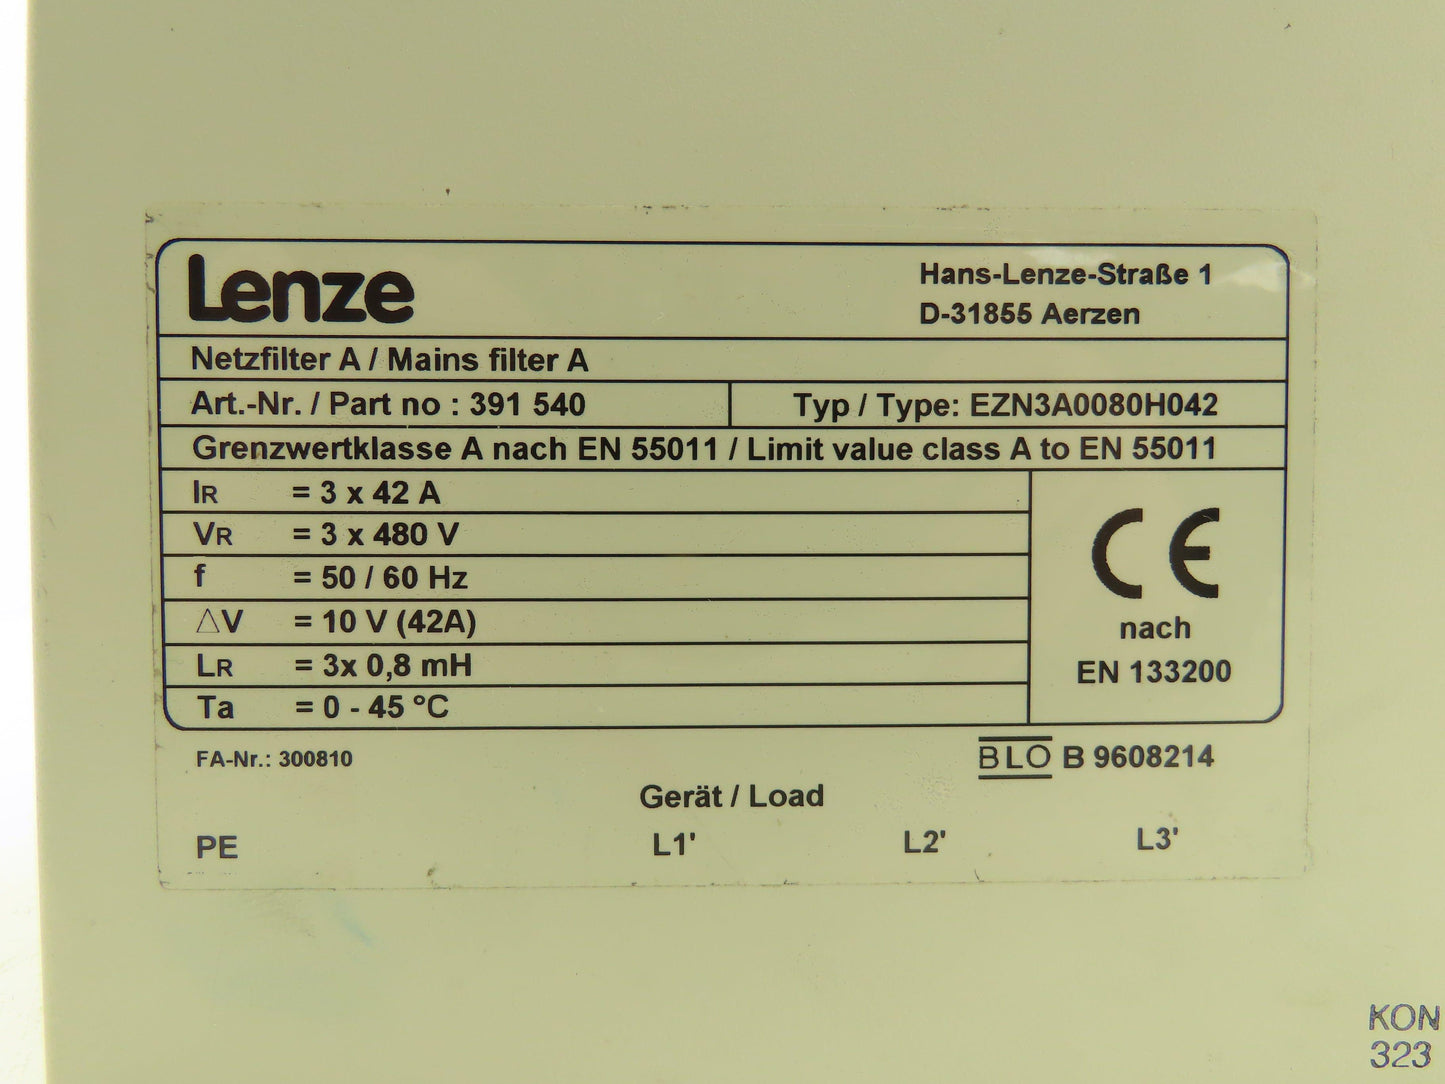 Lenze
Hans-Lenze-Straße 1
D-31855 Aerzen
Netzfilter A / Mains filter A
Art.-Nr. / Part no : 391 540
Typ / Type: EZN3A0080H042
Grenzwertklasse A nach EN 55011 / Limit value class A to EN 55011
IR = 3 x 42 A
VR = 3 x 480 V
f = 50 / 60 Hz
△V = 10 V (42A)
LR = 3x 0,8 mH
Ta = 0 - 45 °C
CE
nach
EN 133200
FA-Nr.: 300810
BLO B 9608214
Gerät / Load
PE L1' L2' L3'
KON
323